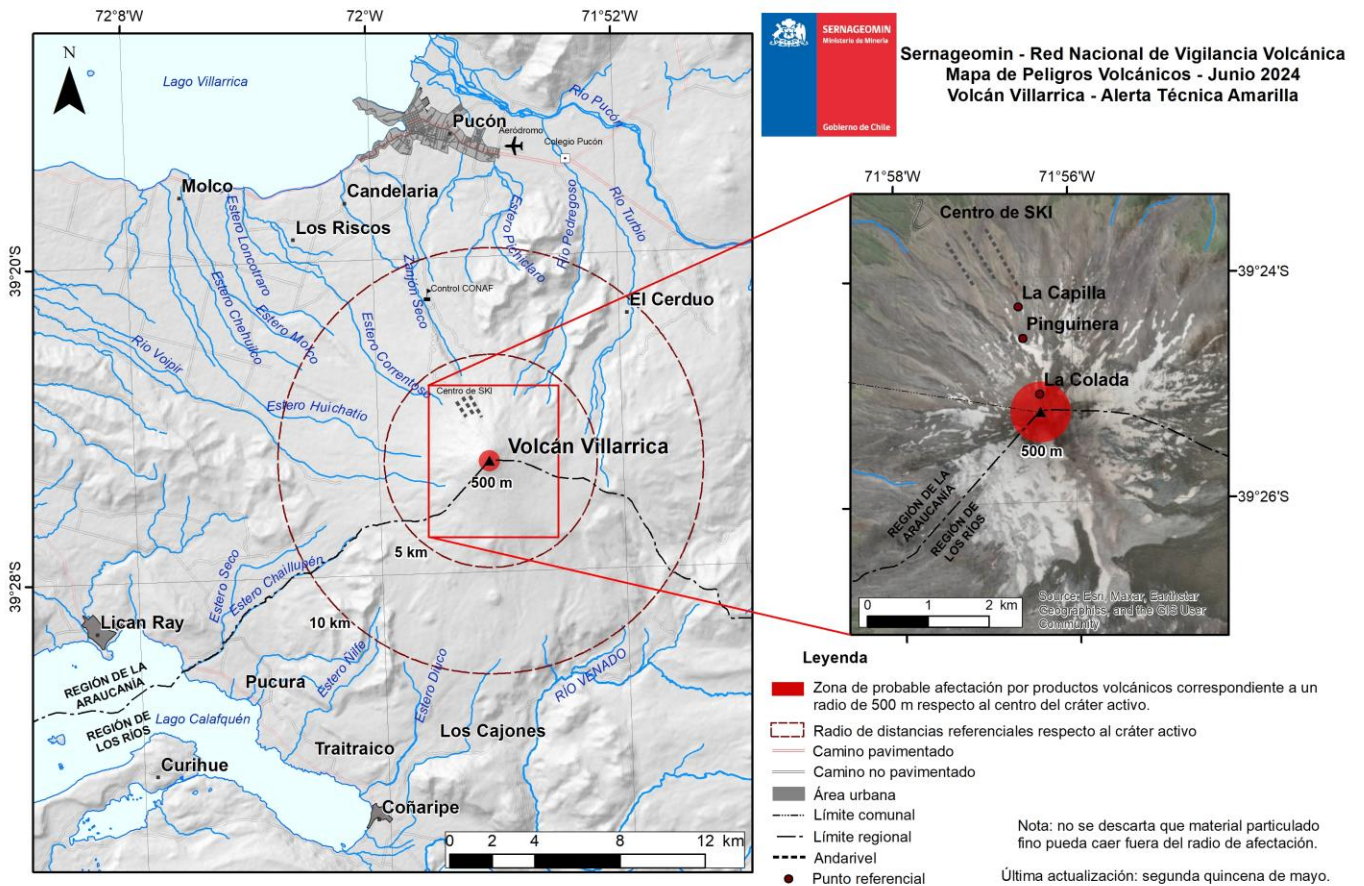 72°8'W
72°W
71°52'W
N
Lago Villarrica
Río Pucón
Pucón
Aeródromo
Colegio Pucón
Molco
Candelaria
Los Riscos
Estero Loncotraro
Estero Pichiclaro
Río Pedregoso
Río Turbio
39°20'S
Zanjón Seco
Control CONAF
El Cerduo
Estero Chehuilco
Estero Molco
Río Voipir
Estero Correntoso
Estero Huichatio
Centro de SKI
Volcán Villarrica
500 m
5 km
39°28'S
Estero Seco
Estero Challupén
10 km
Lican Ray
REGIÓN DE LA
ARAUCANÍA
REGIÓN DE
LOS RÍOS
Pucura
Estero Ñilfe
Estero Diuco
RÍO VENADO
Lago Calafquén
Los Cajones
Traitraico
Curihue
Coñaripe
0 2 4 8 12 km
SERNAGEOMIN
Ministerio de Minería
Gobierno de Chile
Sernageomin - Red Nacional de Vigilancia Volcánica
Mapa de Peligros Volcánicos - Junio 2024
Volcán Villarrica - Alerta Técnica Amarilla
71°58'W
71°56'W
Centro de SKI
39°24'S
La Capilla
Pinguinera
La Colada
500 m
39°26'S
REGIÓN DE LA
ARAUCANÍA
REGIÓN DE
LOS RÍOS
0 1 2 km
Source: Esri, Maxar, Earthstar
Geographics, and the GIS User
Community
Leyenda
Zona de probable afectación por productos volcánicos correspondiente a un
radio de 500 m respecto al centro del cráter activo.
Radio de distancias referenciales respecto al cráter activo
Camino pavimentado
Camino no pavimentado
Área urbana
Límite comunal
Límite regional
Andarivel
Punto referencial
Nota: no se descarta que material particulado
fino pueda caer fuera del radio de afectación.
Última actualización: segunda quincena de mayo.